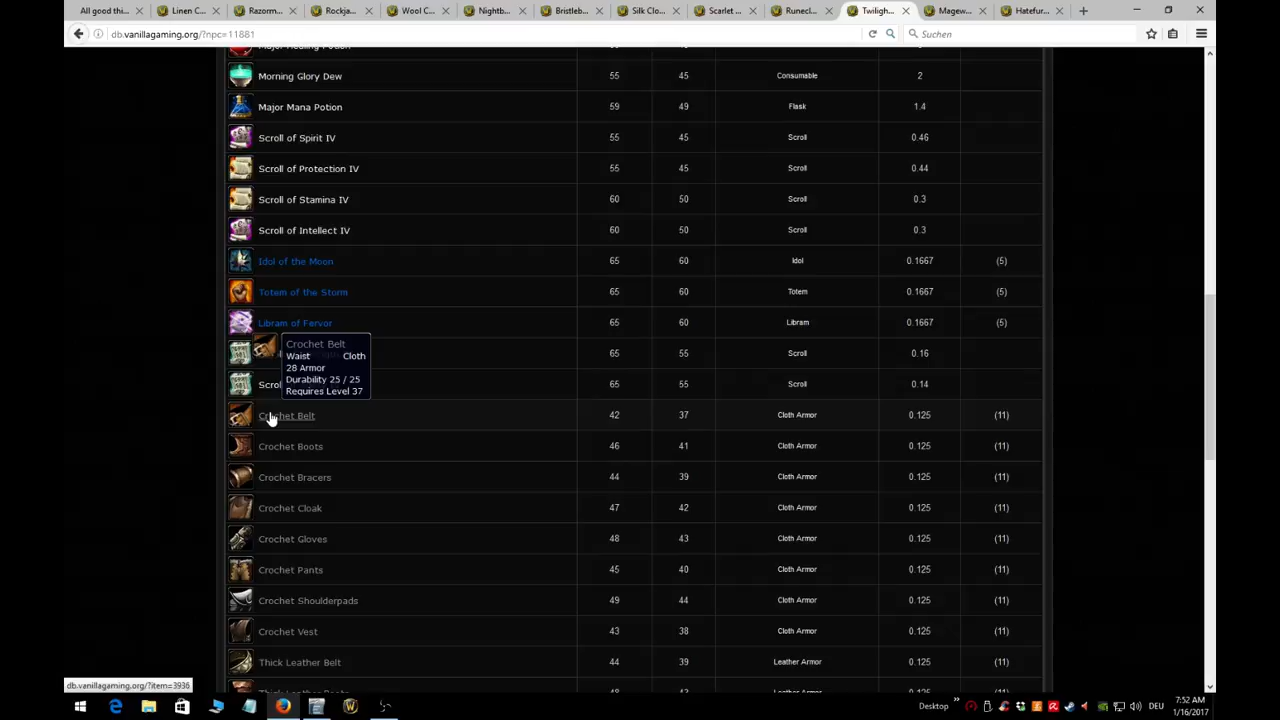 All good thi...
Linen C...
Razorm...
Rockja...
Wool C...
Nightb...
Bristleb...
Silk Clo...
Scarlet ...
Runecl...
Twiligh...
Magew...
Hatefur...
db.vanillagaming.org/?npc=11881
Suchen
Major Healing Potion
Morning Glory Dew 55 45 Consumable 2
Major Mana Potion 59 49 Flask 1.4
Scroll of Spirit IV 55 45 Scroll 0.46
Scroll of Protection IV 55 45 Scroll 0.44
Scroll of Stamina IV 60 50 Scroll 0.3
Scroll of Intellect IV 60 50 Scroll 0.3
Idol of the Moon 65 60 Idol 0.1667 (5)
Totem of the Storm 65 60 Totem 0.1667 (5)
Libram of Fervor 65 60 Libram 0.1667 (5)
65 55 Scroll 0.16
Scrol 65 55 Scroll 0.14
Crochet Belt
Waist Cloth
28 Armor
Durability 25 / 25
Requires Level 37
Crochet Belt 42 37 Cloth Armor 0.125 (11)
Crochet Boots 46 41 Cloth Armor 0.125 (11)
Crochet Bracers 44 39 Cloth Armor 0.125 (11)
Crochet Cloak 47 42 Cloth Armor 0.125 (11)
Crochet Gloves 48 43 Cloth Armor 0.125 (11)
Crochet Pants 45 40 Cloth Armor 0.125 (11)
Crochet Shoulderpads 49 44 Cloth Armor 0.125 (11)
Crochet Vest 43 38 Cloth Armor 0.125 (11)
Thick Leather Belt 44 39 Leather Armor 0.125 (11)
db.vanillagaming.org/?item=3936
Desktop
DEU
7:52 AM
1/16/2017